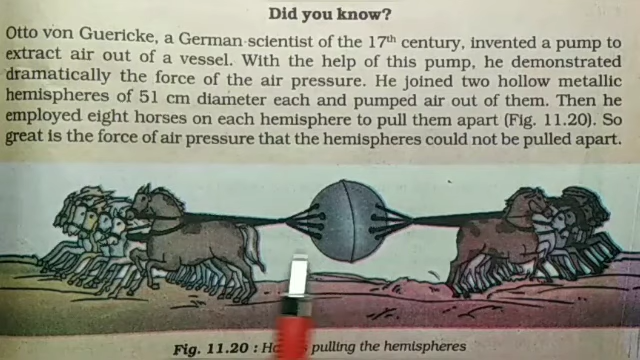 Did you know?
Otto von Guericke, a German scientist of the 17th century, invented a pump to
extract air out of a vessel. With the help of this pump, he demonstrated
dramatically the force of the air pressure. He joined two hollow metallic
hemispheres of 51 cm diameter each and pumped air out of them. Then he
employed eight horses on each hemisphere to pull them apart (Fig. 11.20). So
great is the force of air pressure that the hemispheres could not be pulled apart.
Fig. 11.20 : pulling the hemispheres